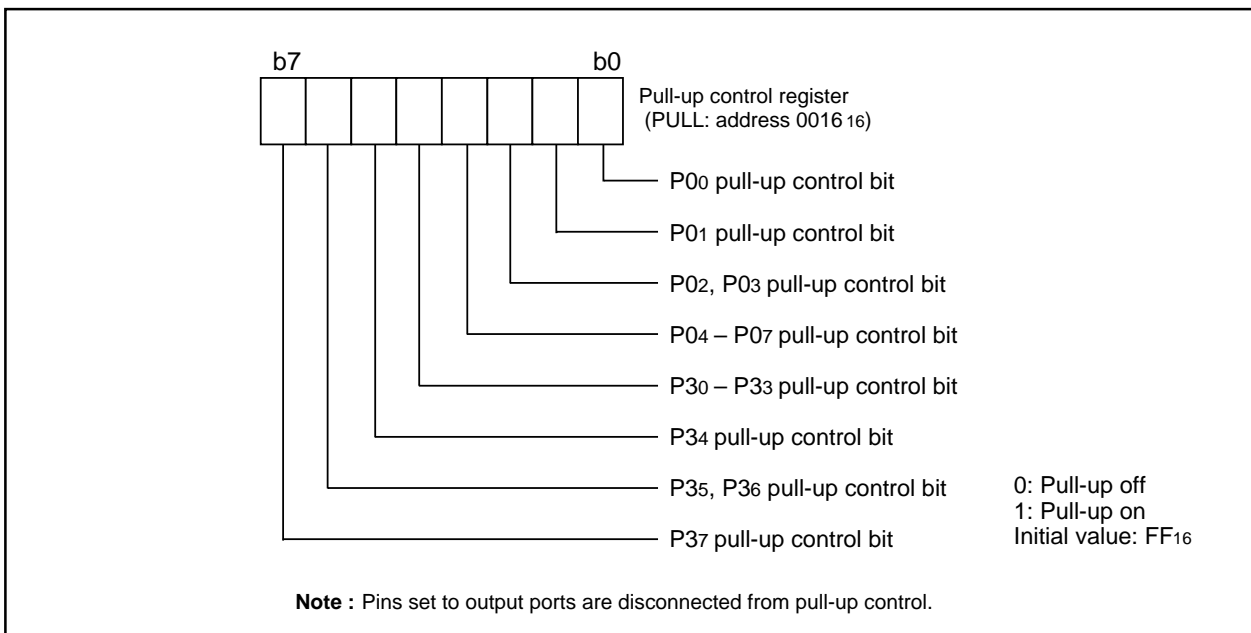 b7 b0
Pull-up control register
(PULL: address 0016 16)
P00 pull-up control bit
P01 pull-up control bit
P02, P03 pull-up control bit
P04 – P07 pull-up control bit
P30 – P33 pull-up control bit
P34 pull-up control bit
P35, P36 pull-up control bit
P37 pull-up control bit
0: Pull-up off
1: Pull-up on
Initial value: FF16
Note : Pins set to output ports are disconnected from pull-up control.